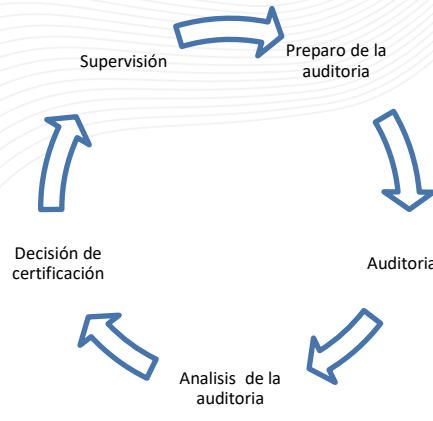 Supervisión
Preparo de la
auditoria
Auditoria
Analisis de la
auditoria
Decisión de
certificación